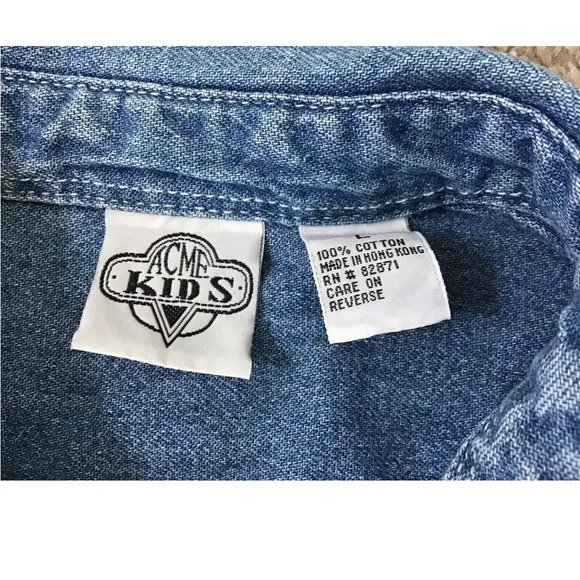 ACME
KIDS
L
100% COTTON
MADE IN HONG KONG
RN # 82871
CARE ON
REVERSE